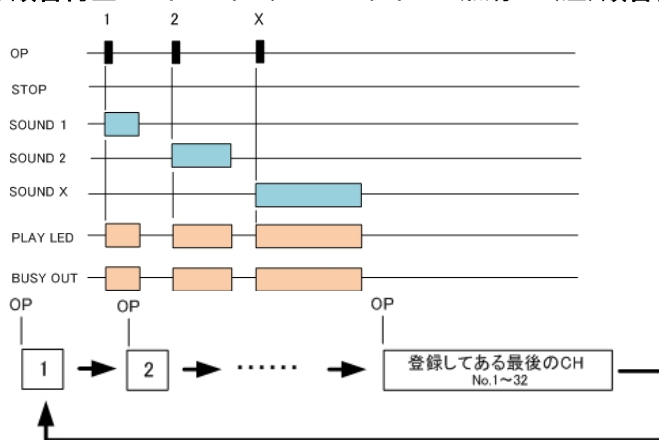 1 2 X
OP
STOP
SOUND 1
SOUND 2
SOUND X
PLAY LED
BUSY OUT
OP OP OP
1 2 ...... 登録してある最後のCH
No.1~32